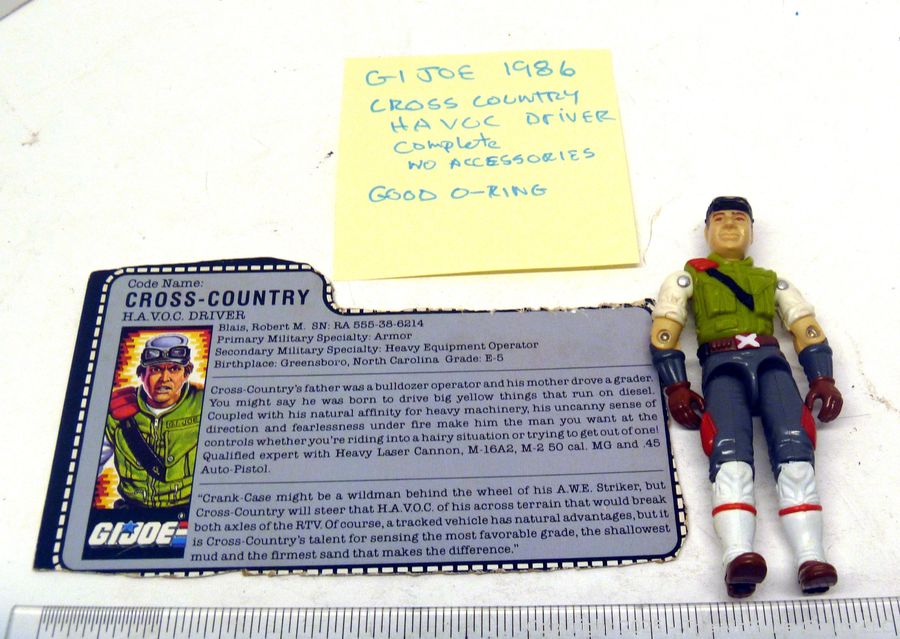 GI JOE 1986
CROSS COUNTRY
HAVOC DRIVER
Complete
NO ACCESSORIES
GOOD O-RING
Code Name:
CROSS-COUNTRY
H.A.V.O.C. DRIVER
Blais, Robert M. SN: RA 555-38-6214
Primary Military Specialty: Armor
Secondary Military Specialty: Heavy Equipment Operator
Birthplace: Greensboro, North Carolina Grade: E-5
Cross-Country's father was a bulldozer operator and his mother drove a grader.
You might say he was born to drive big yellow things that run on diesel.
Coupled with his natural affinity for heavy machinery, his uncanny sense of
direction and fearlessness under fire make him the man you want at the
controls whether you're riding into a hairy situation or trying to get out of one!
Qualified expert with Heavy Laser Cannon, M-16A2, M-2 50 cal. MG and .45
Auto-Pistol.
"Crank-Case might be a wildman behind the wheel of his A.W.E. Striker, but
Cross-Country will steer that H.A.V.O.C. of his across terrain that would break
both axles of the RTV. Of course, a tracked vehicle has natural advantages, but it
is Cross-Country's talent for sensing the most favorable grade, the shallowest
mud and the firmest sand that makes the difference."
G.I. JOE
GI JOE